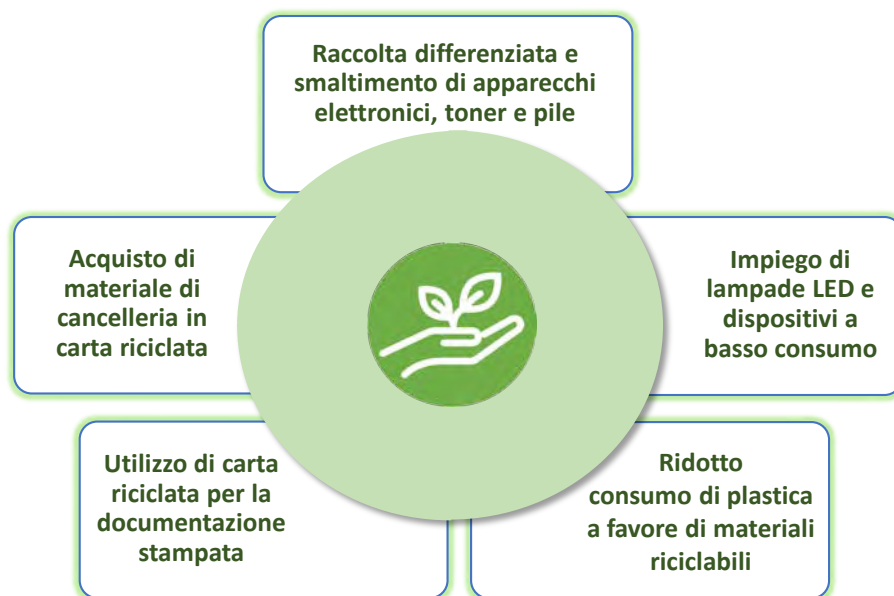 Raccolta differenziata e
smaltimento di apparecchi
elettronici, toner e pile
Acquisto di
materiale di
cancelleria in
carta riciclata
Impiego di
lampade LED e
dispositivi a
basso consumo
Utilizzo di carta
riciclata per la
documentazione
stampata
Ridotto
consumo di plastica
a favore di materiali
riciclabili